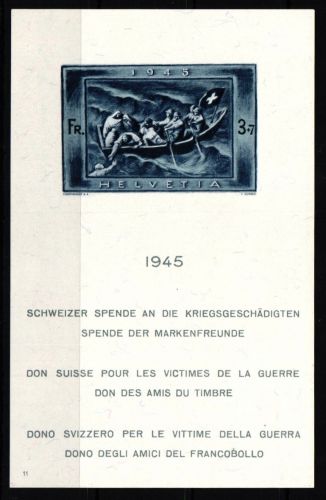 1945
FR. 3+7
HELVETIA
1945
SCHWEIZER SPENDE AN DIE KRIEGSGESCHÄDIGTEN
SPENDE DER MARKENFREUNDE
DON SUISSE POUR LES VICTIMES DE LA GUERRE
DON DES AMIS DU TIMBRE
DONO SVIZZERO PER LE VITTIME DELLA GUERRA
DONO DEGLI AMICI DEL FRANCOBOLLO
11